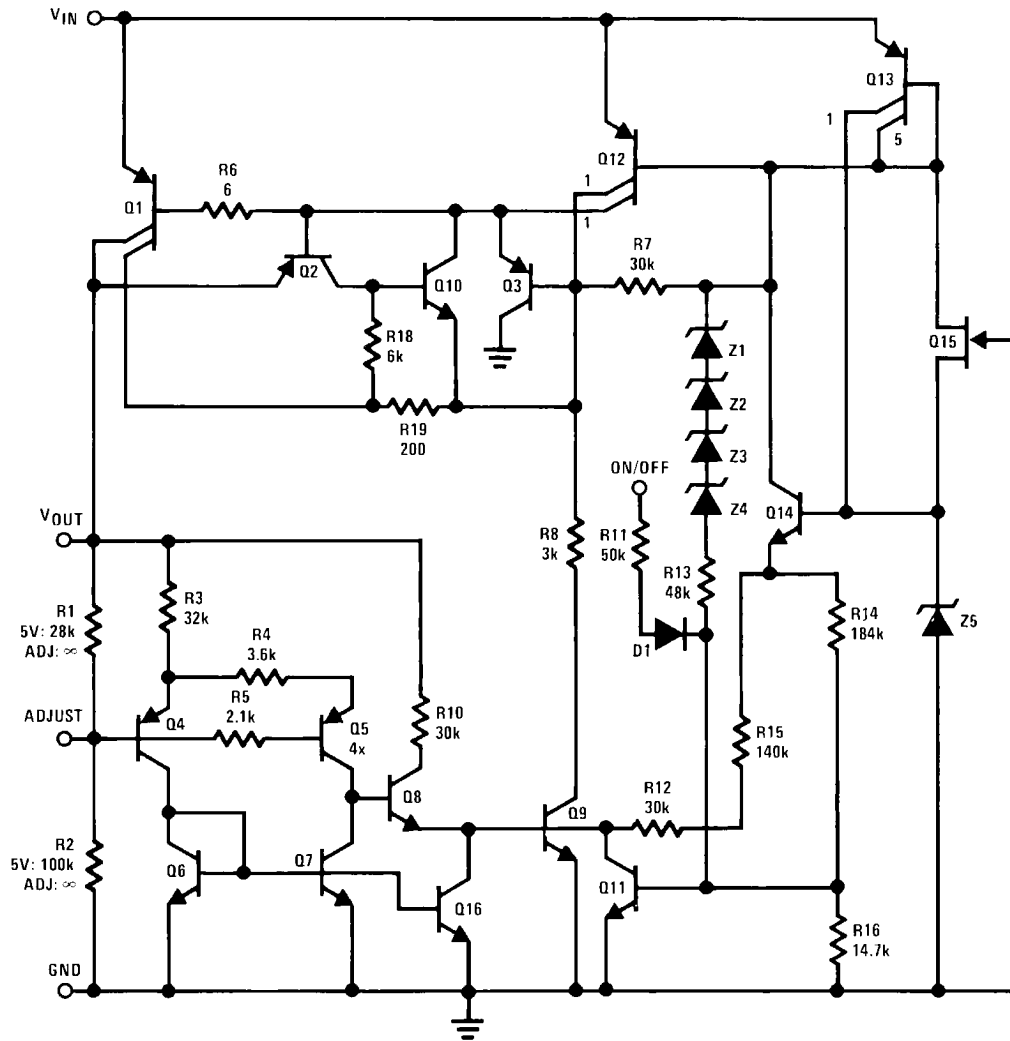 VIN
Q13
1
5
Q12
R6
6
Q1
1
1
R7
30k
Q2
Q10
Q3
R18
6k
Q15
Z1
Z2
R19
200
Z3
ON/OFF
Z4
Q14
VOUT
R11
50k
R8
3k
R13
48k
R3
32k
R1
5V: 28k
ADJ: ∞
R14
184k
Z5
R4
3.6k
D1
ADJUST
Q4
R5
2.1k
Q5
4x
R10
30k
R15
140k
Q8
R12
30k
Q9
R2
5V: 100k
ADJ: ∞
Q6
Q7
Q11
Q16
R16
14.7k
GND